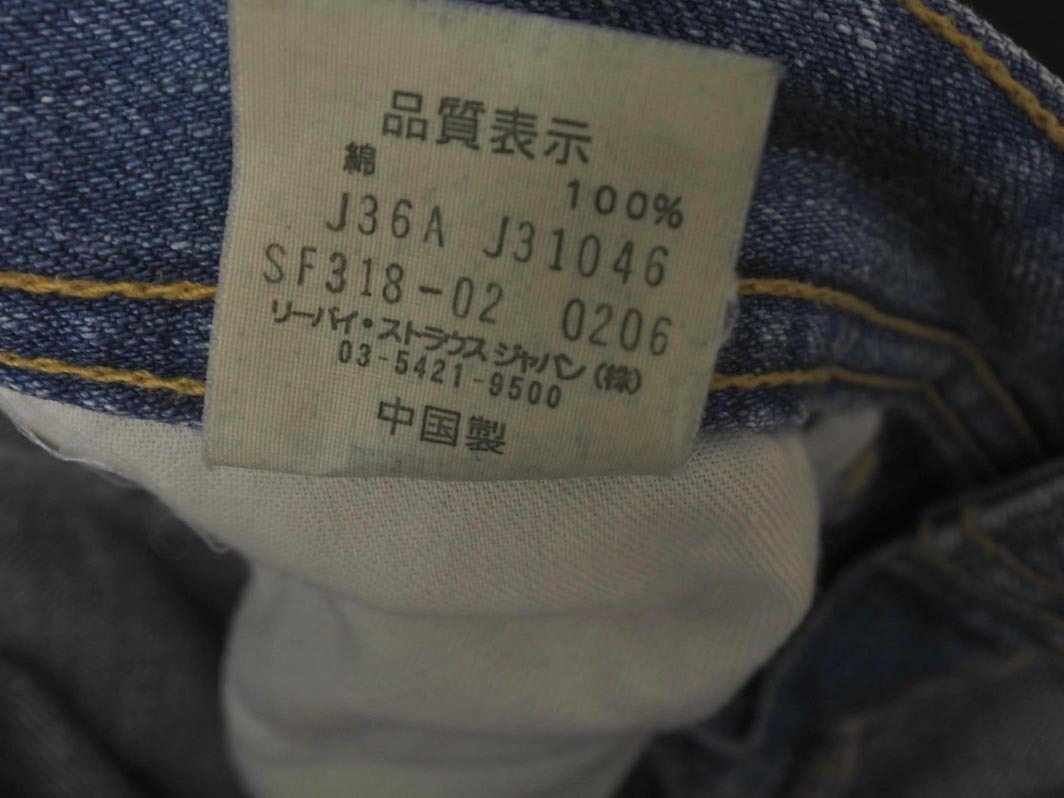 品質表示
綿 100%
J36A J31046
SF318-02 0206
リーバイ・ストラウス ジャパン (株)
03-5421-9500
中国製